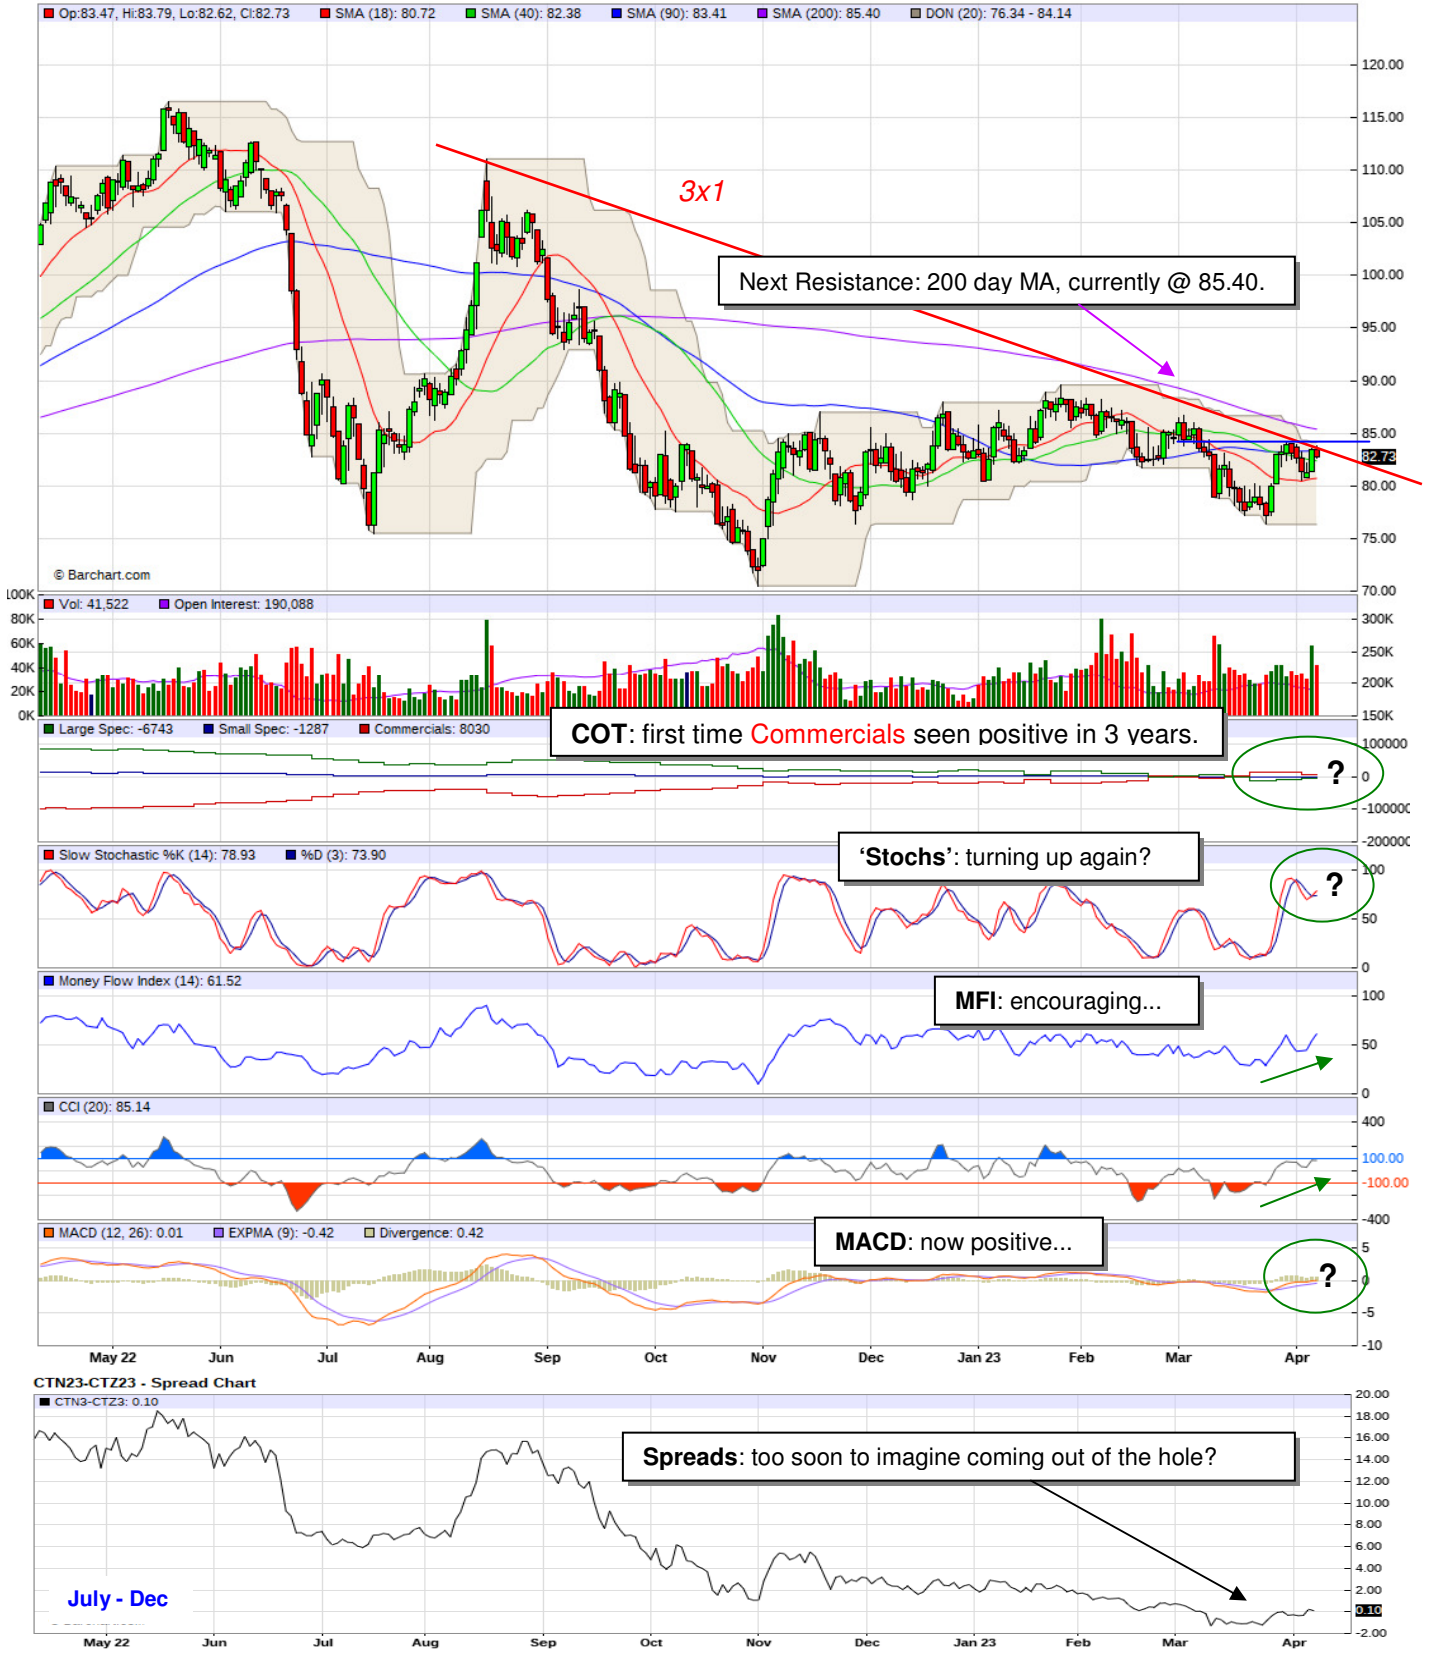 Op:83.47, Hi:83.79, Lo:82.62, Cl:82.73 SMA (18): 80.72 SMA (40): 82.38 SMA (90): 83.41 SMA (200): 85.40 DON (20): 76.34 - 84.14
120.00
115.00
110.00
3x1
105.00
Next Resistance: 200 day MA, currently @ 85.40.
100.00
95.00
90.00
85.00
82.73
80.00
75.00
© Barchart.com
70.00
Vol: 41,522 Open Interest: 190,088
100K
80K 300K
60K 250K
40K
20K 200K
0K 150K
Large Spec: -6743 Small Spec: -1287 Commercials: 8030
COT: first time Commercials seen positive in 3 years.
100000
? 0
-100000
-200000
Slow Stochastic %K (14): 78.93 %D (3): 73.90
'Stochs': turning up again?
100
?
50
0
Money Flow Index (14): 61.52
MFI: encouraging...
100
50
0
CCI (20): 85.14
400
100.00
-100.00
-400
MACD (12, 26): 0.01 EXPMA (9): -0.42 Divergence: 0.42
MACD: now positive...
5
? 0
-5
-10
May 22 Jun Jul Aug Sep Oct Nov Dec Jan 23 Feb Mar Apr
CTN23-CTZ23 - Spread Chart
CTN3-CTZ3: 0.10
20.00
18.00
16.00
Spreads: too soon to imagine coming out of the hole?
14.00
12.00
10.00
8.00
6.00
4.00
2.00
July - Dec
0.10
-2.00
May 22 Jun Jul Aug Sep Oct Nov Dec Jan 23 Feb Mar Apr